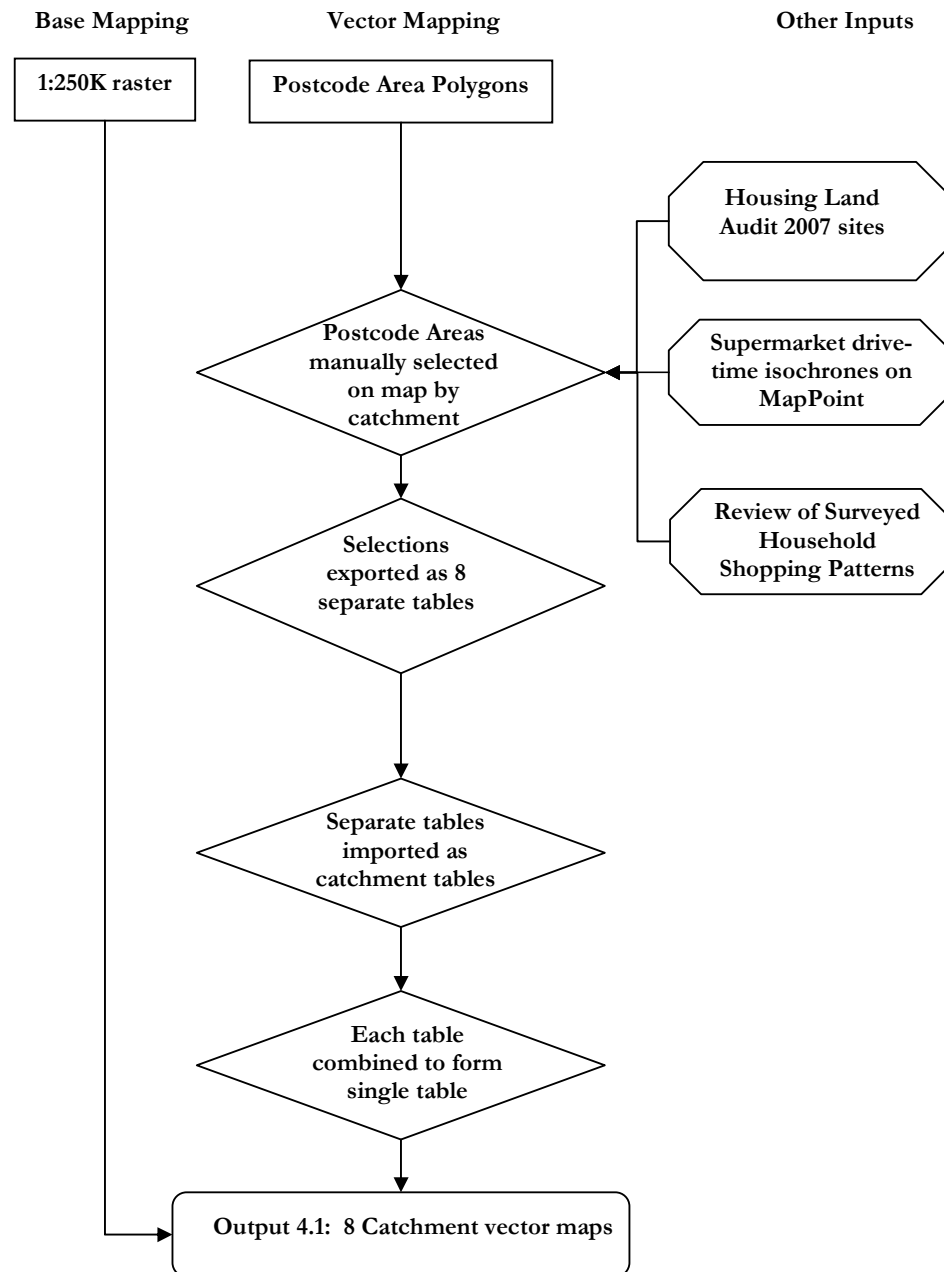 Base Mapping
Vector Mapping
Other Inputs
1:250K raster
Postcode Area Polygons
Housing Land
Audit 2007 sites
Postcode Areas
manually selected
on map by
catchment
Supermarket drive-
time isochrones on
MapPoint
Review of Surveyed
Household
Shopping Patterns
Selections
exported as 8
separate tables
Separate tables
imported as
catchment tables
Each table
combined to form
single table
Output 4.1: 8 Catchment vector maps